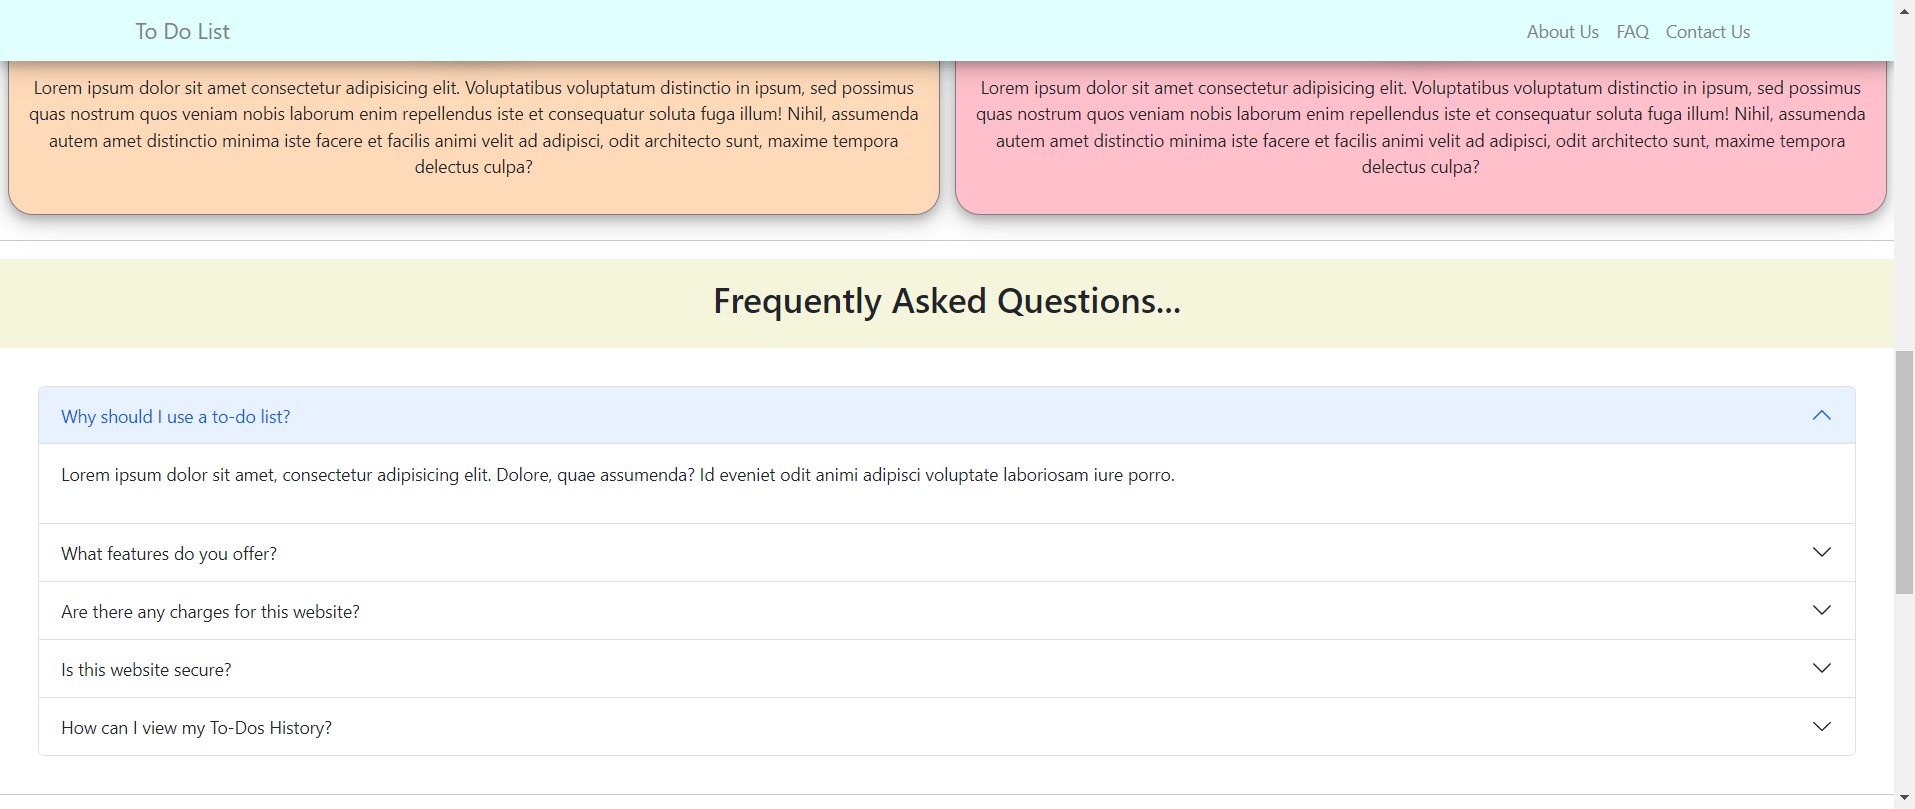 To Do List
About Us FAQ Contact Us
Lorem ipsum dolor sit amet consectetur adipisicing elit. Voluptatibus voluptatum distinctio in ipsum, sed possimus
quas nostrum quos veniam nobis laborum enim repellendus iste et consequatur soluta fuga illum! Nihil, assumenda
autem amet distinctio minima iste facere et facilis animi velit ad adipisci, odit architecto sunt, maxime tempora
delectus culpa?
Lorem ipsum dolor sit amet consectetur adipisicing elit. Voluptatibus voluptatum distinctio in ipsum, sed possimus
quas nostrum quos veniam nobis laborum enim repellendus iste et consequatur soluta fuga illum! Nihil, assumenda
autem amet distinctio minima iste facere et facilis animi velit ad adipisci, odit architecto sunt, maxime tempora
delectus culpa?
Frequently Asked Questions...
Why should I use a to-do list?
Lorem ipsum dolor sit amet, consectetur adipisicing elit. Dolore, quae assumenda? Id eveniet odit animi adipisci voluptate laboriosam iure porro.
What features do you offer?
Are there any charges for this website?
Is this website secure?
How can I view my To-Dos History?